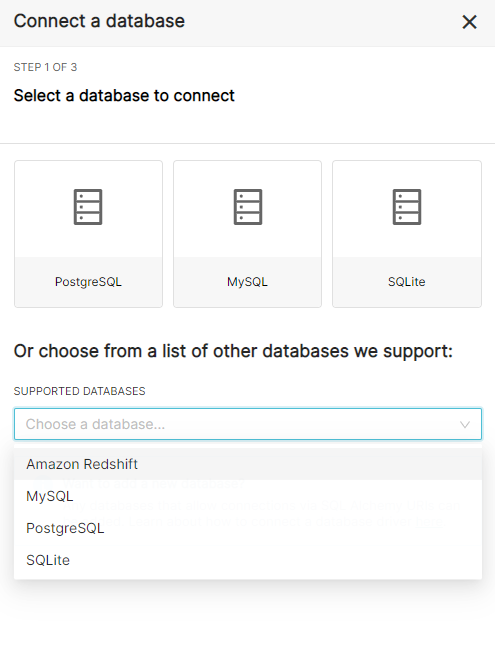 Connect a database
STEP 1 OF 3
Select a database to connect
PostgreSQL
MySQL
SQLite
Or choose from a list of other databases we support:
SUPPORTED DATABASES
Choose a database...
Amazon Redshift
MySQL
PostgreSQL
SQLite